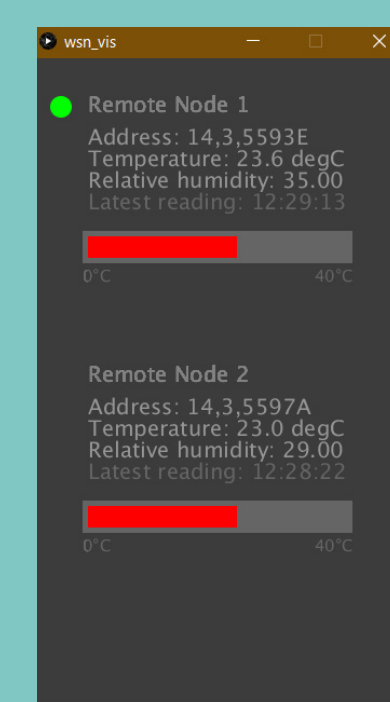 wsn_vis
Remote Node 1
Address: 14,3,5593E
Temperature: 23.6 degC
Relative humidity: 35.00
Latest reading: 12:29:13
0°C 40°C
Remote Node 2
Address: 14,3,5597A
Temperature: 23.0 degC
Relative humidity: 29.00
Latest reading: 12:28:22
0°C 40°C